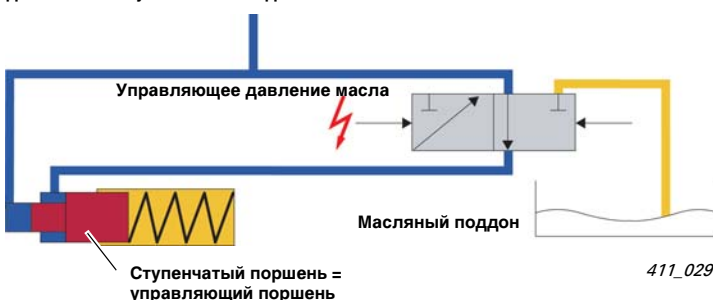 Управляющее давление масла
Масляный поддон
Ступенчатый поршень =
управляющий поршень
411_029